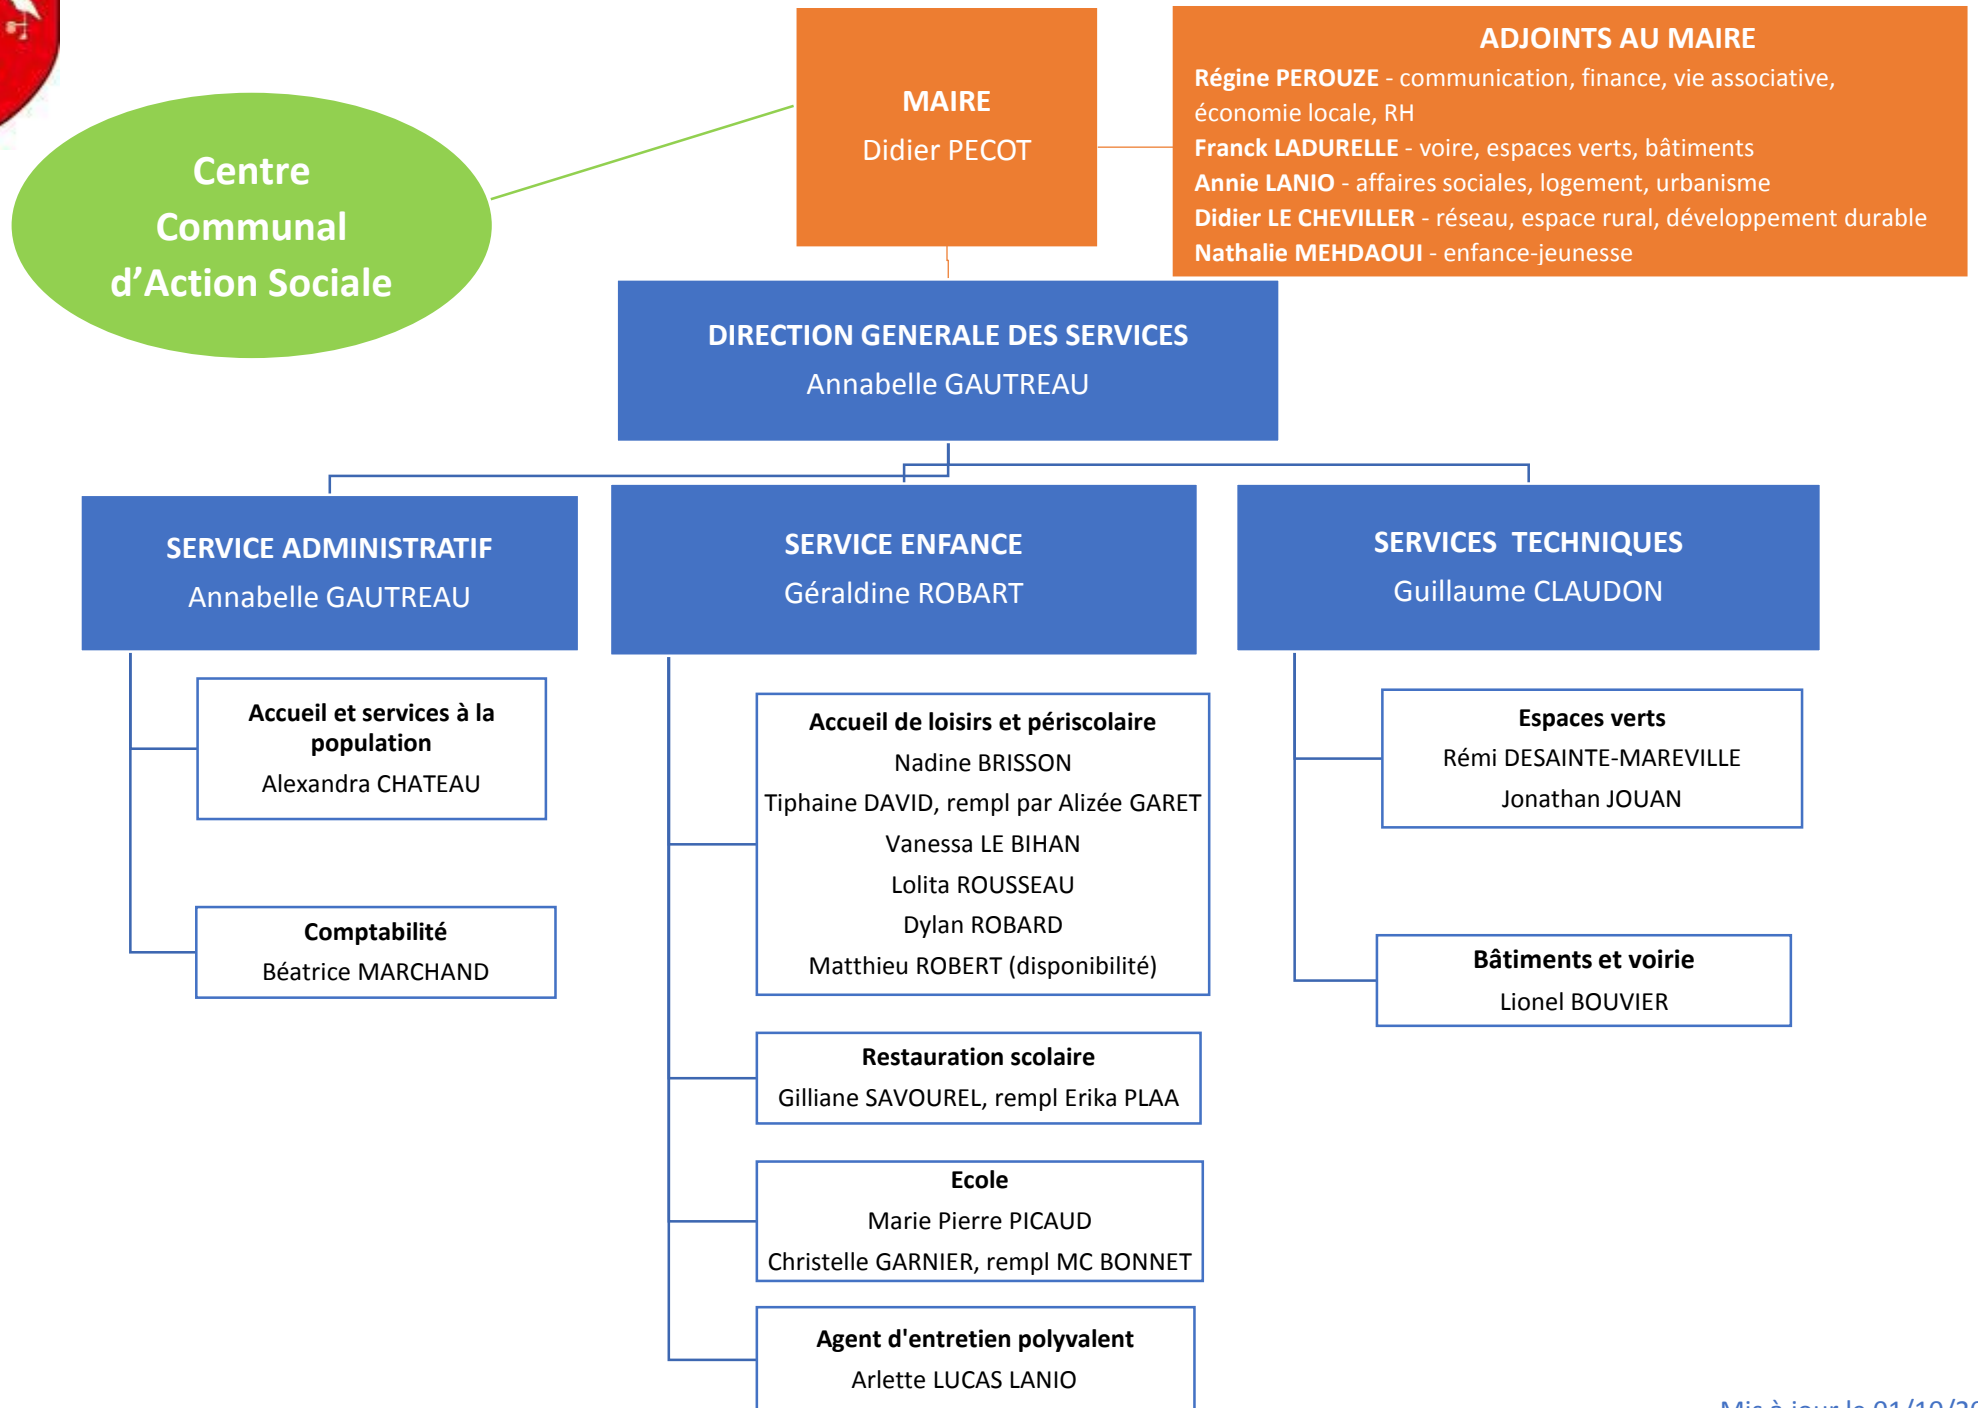 Centre
Communal
d’Action Sociale
MAIRE
Didier PECOT
ADJOINTS AU MAIRE
Régine PEROUZE - communication, finance, vie associative,
économie locale, RH
Franck LADURELLE - voire, espaces verts, bâtiments
Annie LANIO - affaires sociales, logement, urbanisme
Didier LE CHEVILLER - réseau, espace rural, développement durable
Nathalie MEHDAOUI - enfance-jeunesse
DIRECTION GENERALE DES SERVICES
Annabelle GAUTREAU
SERVICE ADMINISTRATIF
Annabelle GAUTREAU
Accueil et services à la
population
Alexandra CHATEAU
Comptabilité
Béatrice MARCHAND
SERVICE ENFANCE
Géraldine ROBART
Accueil de loisirs et périscolaire
Nadine BRISSON
Tiphaine DAVID, rempl par Alizée GARET
Vanessa LE BIHAN
Lolita ROUSSEAU
Dylan ROBARD
Matthieu ROBERT (disponibilité)
Restauration scolaire
Gilliane SAVOUREL, rempl Erika PLAA
Ecole
Marie Pierre PICAUD
Christelle GARNIER, rempl MC BONNET
Agent d'entretien polyvalent
Arlette LUCAS LANIO
SERVICES TECHNIQUES
Guillaume CLAUDON
Espaces verts
Rémi DESAINTE-MAREVILLE
Jonathan JOUAN
Bâtiments et voirie
Lionel BOUVIER
Mis à jour le 01/10/20